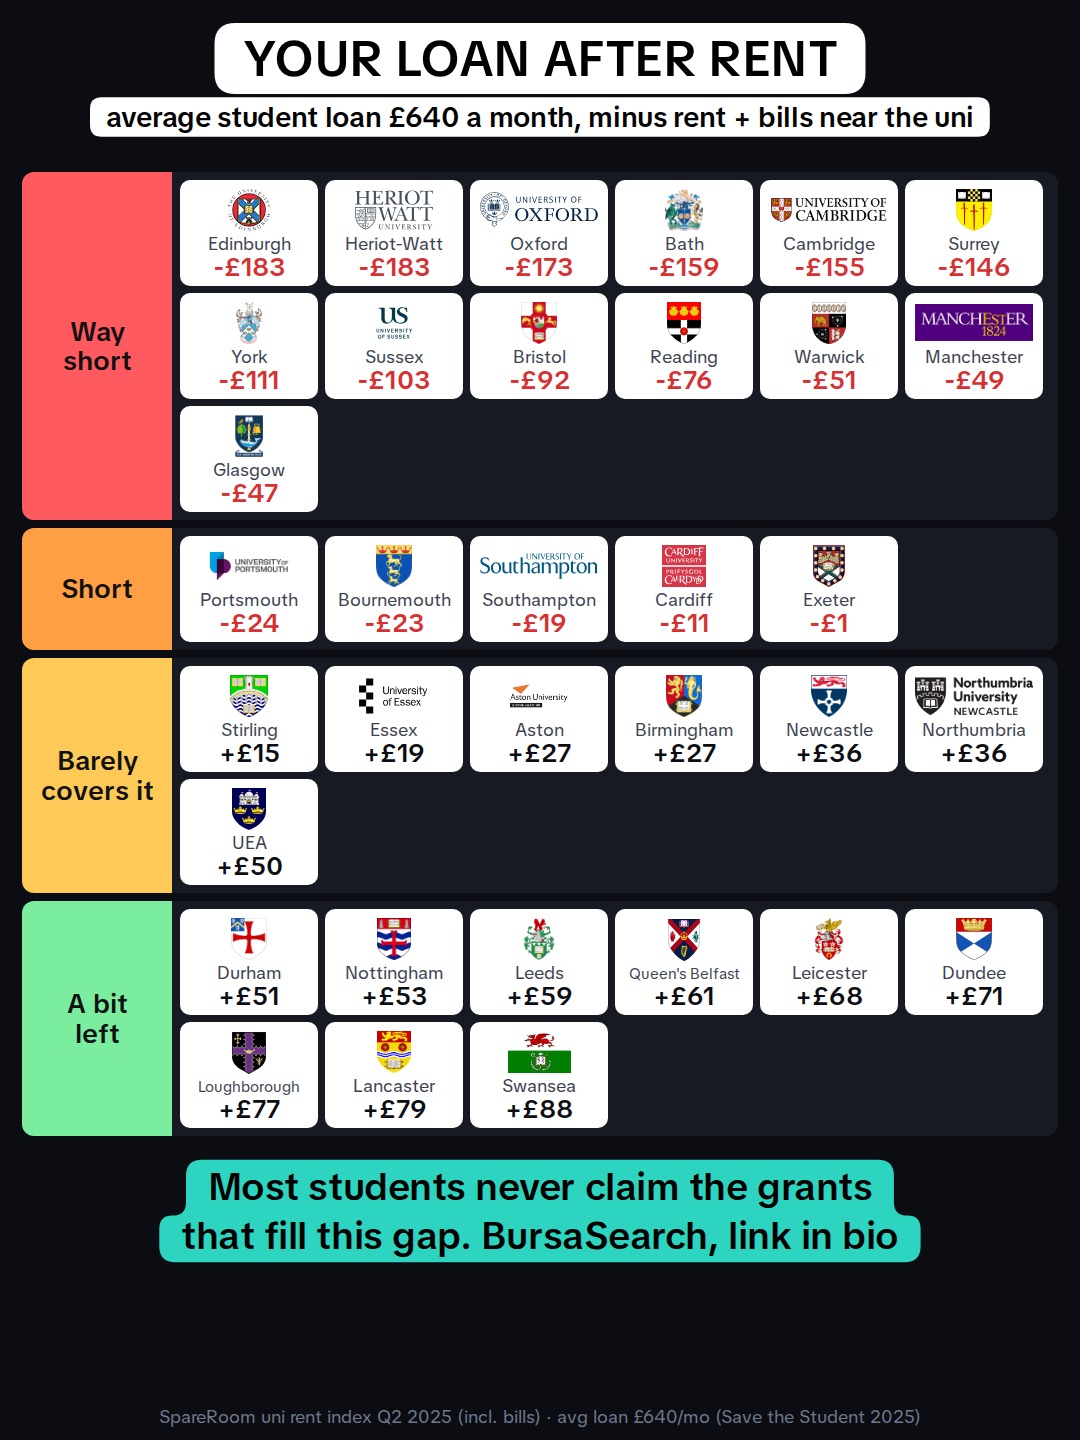 YOUR LOAN AFTER RENT
average student loan £640 a month, minus rent + bills near the uni
Way
short
THE UNIVERSITY OF EDINBURGH
Edinburgh
-£183
HERIOT
WATT
UNIVERSITY
Heriot-Watt
-£183
UNIVERSITY OF
OXFORD
Oxford
-£173
Bath
-£159
UNIVERSITY OF
CAMBRIDGE
Cambridge
-£155
Surrey
-£146
York
-£111
US
UNIVERSITY
OF SUSSEX
Sussex
-£103
Bristol
-£92
Reading
-£76
Warwick
-£51
MANCHESTER
1824
Manchester
-£49
Glasgow
-£47
Short
UNIVERSITY OF
PORTSMOUTH
Portsmouth
-£24
Bournemouth
-£23
UNIVERSITY OF
Southampton
Southampton
-£19
CARDIFF
UNIVERSITY
PRIFYSGOL
CAERDYDD
Cardiff
-£11
Exeter
-£1
Barely
covers it
Stirling
+£15
University
of Essex
Essex
+£19
Aston University
Aston
+£27
Birmingham
+£27
Newcastle
+£36
Northumbria
University
NEWCASTLE
Northumbria
+£36
UEA
+£50
A bit
left
Durham
+£51
Nottingham
+£53
Leeds
+£59
Queen's Belfast
+£61
Leicester
+£68
Dundee
+£71
Loughborough
+£77
Lancaster
+£79
Swansea
+£88
Most students never claim the grants
that fill this gap. BursaSearch, link in bio
SpareRoom uni rent index Q2 2025 (incl. bills) · avg loan £640/mo (Save the Student 2025)